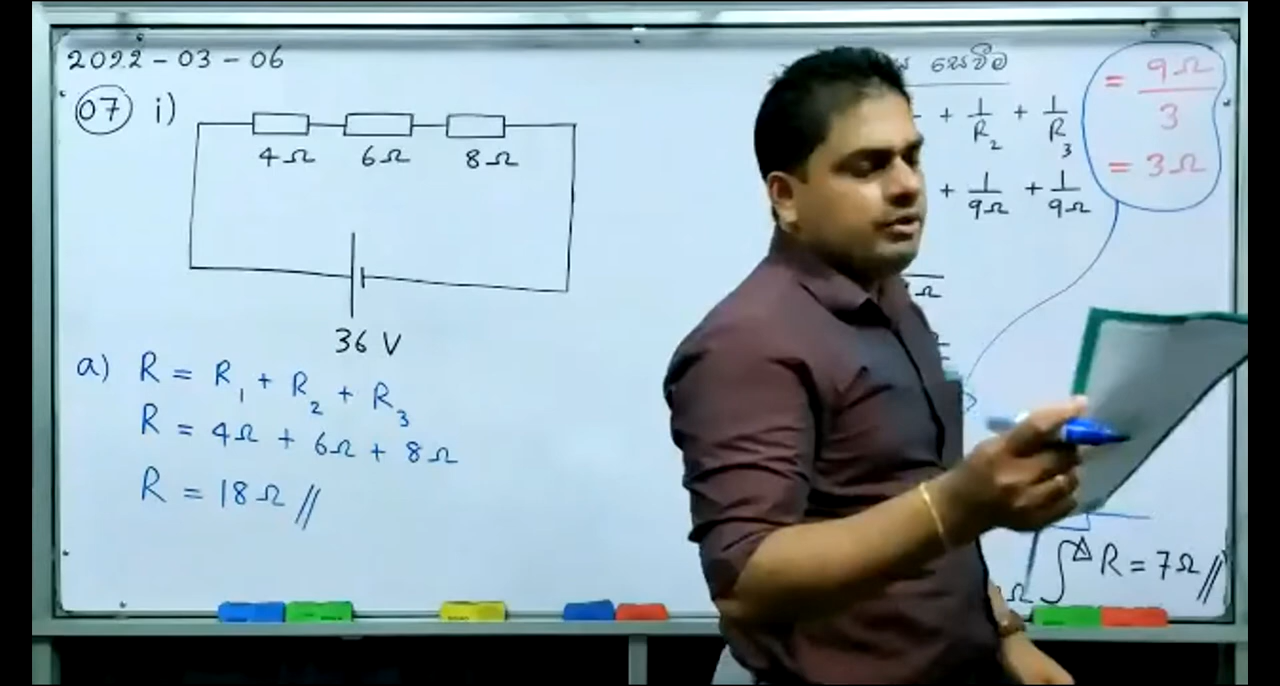 2022-03-06
07 i)
4Ω 6Ω 8Ω
36 V
a) R = R₁ + R₂ + R₃
R = 4Ω + 6Ω + 8Ω
R = 18Ω //
සෙවීම
+ 1/R₂ + 1/R₃
+ 1/9Ω + 1/9Ω
= 9Ω/3
= 3Ω
Ω
Ω
R = 7Ω //